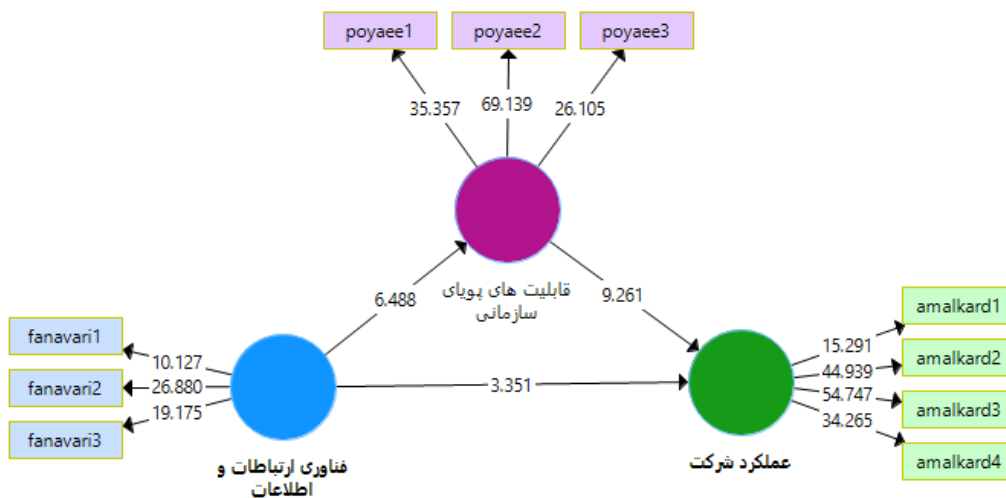 poyaee1
poyaee2
poyaee3
35.357
69.139
26.105
قابلیت های پویای
سازمانی
6.488
9.261
fanavari1
fanavari2
fanavari3
10.127
26.880
19.175
3.351
amalkard1
amalkard2
amalkard3
amalkard4
15.291
44.939
54.747
34.265
فناوری ارتباطات و
اطلاعات
عملکرد شرکت